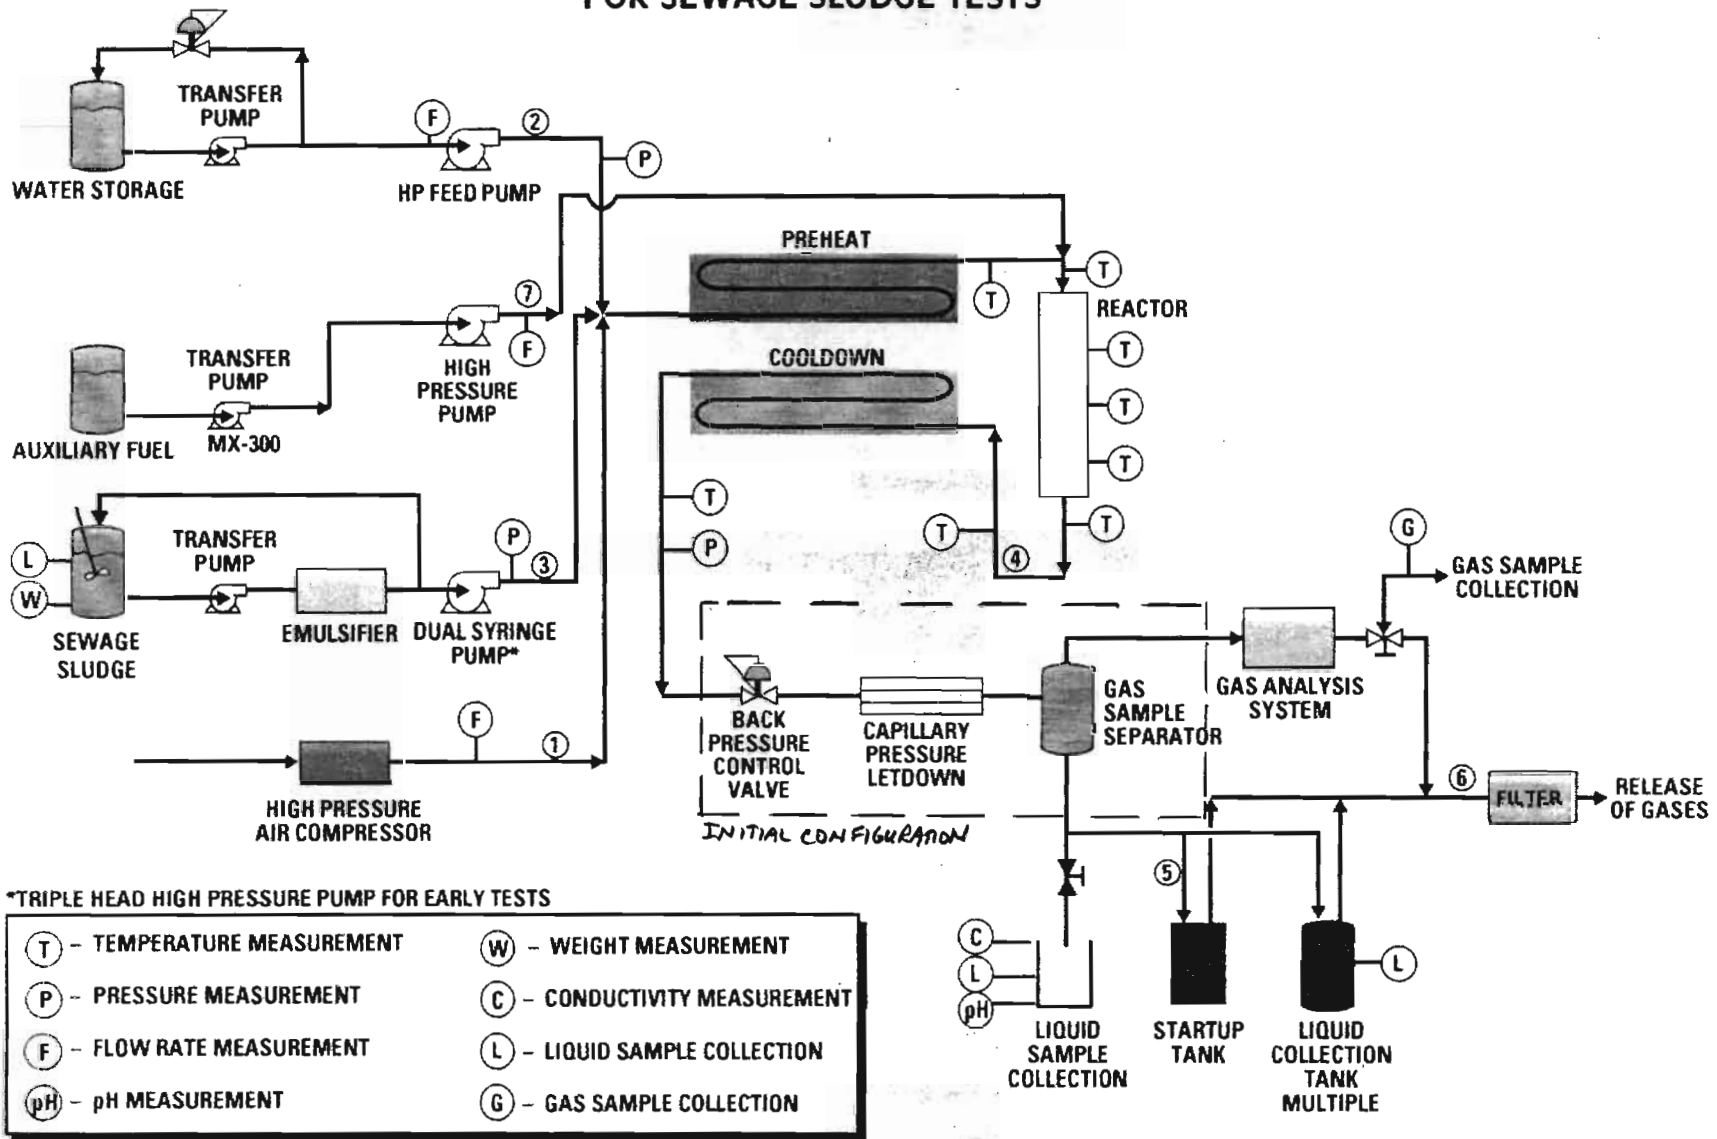 FOR SEWAGE SLUDGE TESTS
TRANSFER
PUMP
F
2
P
WATER STORAGE
HP FEED PUMP
PREHEAT
T
T
REACTOR
7
F
HIGH
PRESSURE
PUMP
TRANSFER
PUMP
MX-300
AUXILIARY FUEL
COOLDOWN
T
T
T
T
P
T
4
T
L
W
SEWAGE
SLUDGE
TRANSFER
PUMP
EMULSIFIER
P
3
DUAL SYRINGE
PUMP*
G
GAS SAMPLE
COLLECTION
GAS ANALYSIS
SYSTEM
GAS
SAMPLE
SEPARATOR
BACK
PRESSURE
CONTROL
VALVE
CAPILLARY
PRESSURE
LETDOWN
F
1
HIGH PRESSURE
AIR COMPRESSOR
INITIAL CONFIGURATION
6
FILTER
RELEASE
OF GASES
5
C
L
pH
LIQUID
SAMPLE
COLLECTION
STARTUP
TANK
L
LIQUID
COLLECTION
TANK
MULTIPLE
*TRIPLE HEAD HIGH PRESSURE PUMP FOR EARLY TESTS
T - TEMPERATURE MEASUREMENT
P - PRESSURE MEASUREMENT
F - FLOW RATE MEASUREMENT
pH - pH MEASUREMENT
W - WEIGHT MEASUREMENT
C - CONDUCTIVITY MEASUREMENT
L - LIQUID SAMPLE COLLECTION
G - GAS SAMPLE COLLECTION